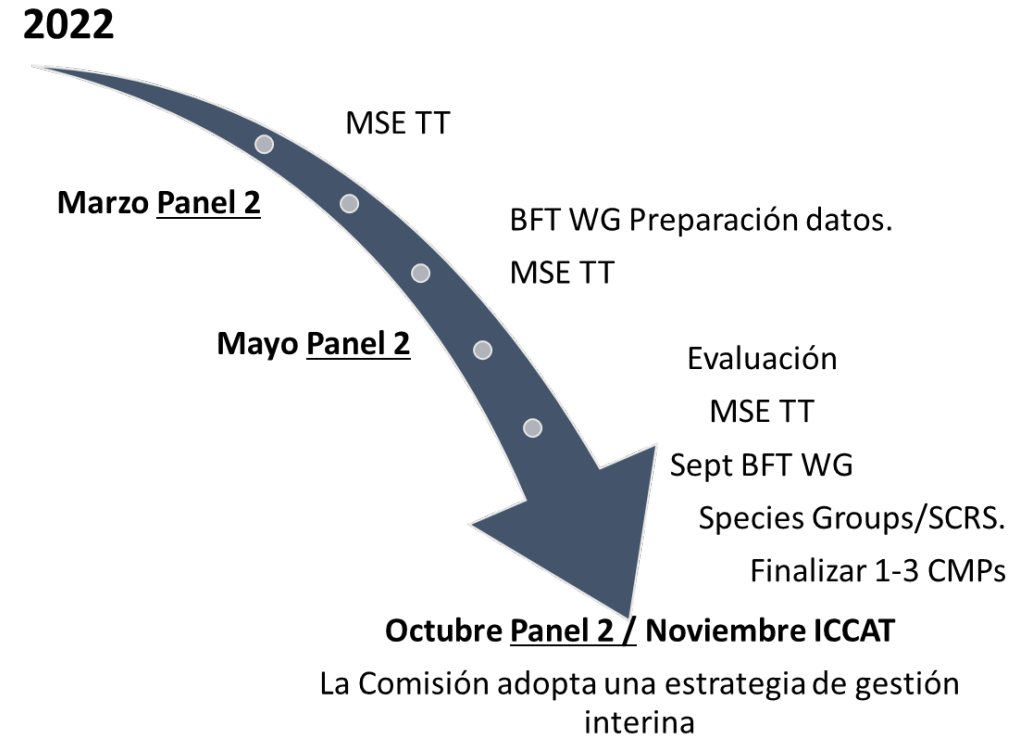 2022
MSE TT
Marzo Panel 2
BFT WG Preparación datos.
MSE TT
Mayo Panel 2
Evaluación
MSE TT
Sept BFT WG
Species Groups/SCRS.
Finalizar 1-3 CMPs
Octubre Panel 2 / Noviembre ICCAT
La Comisión adopta una estrategia de gestión
interina